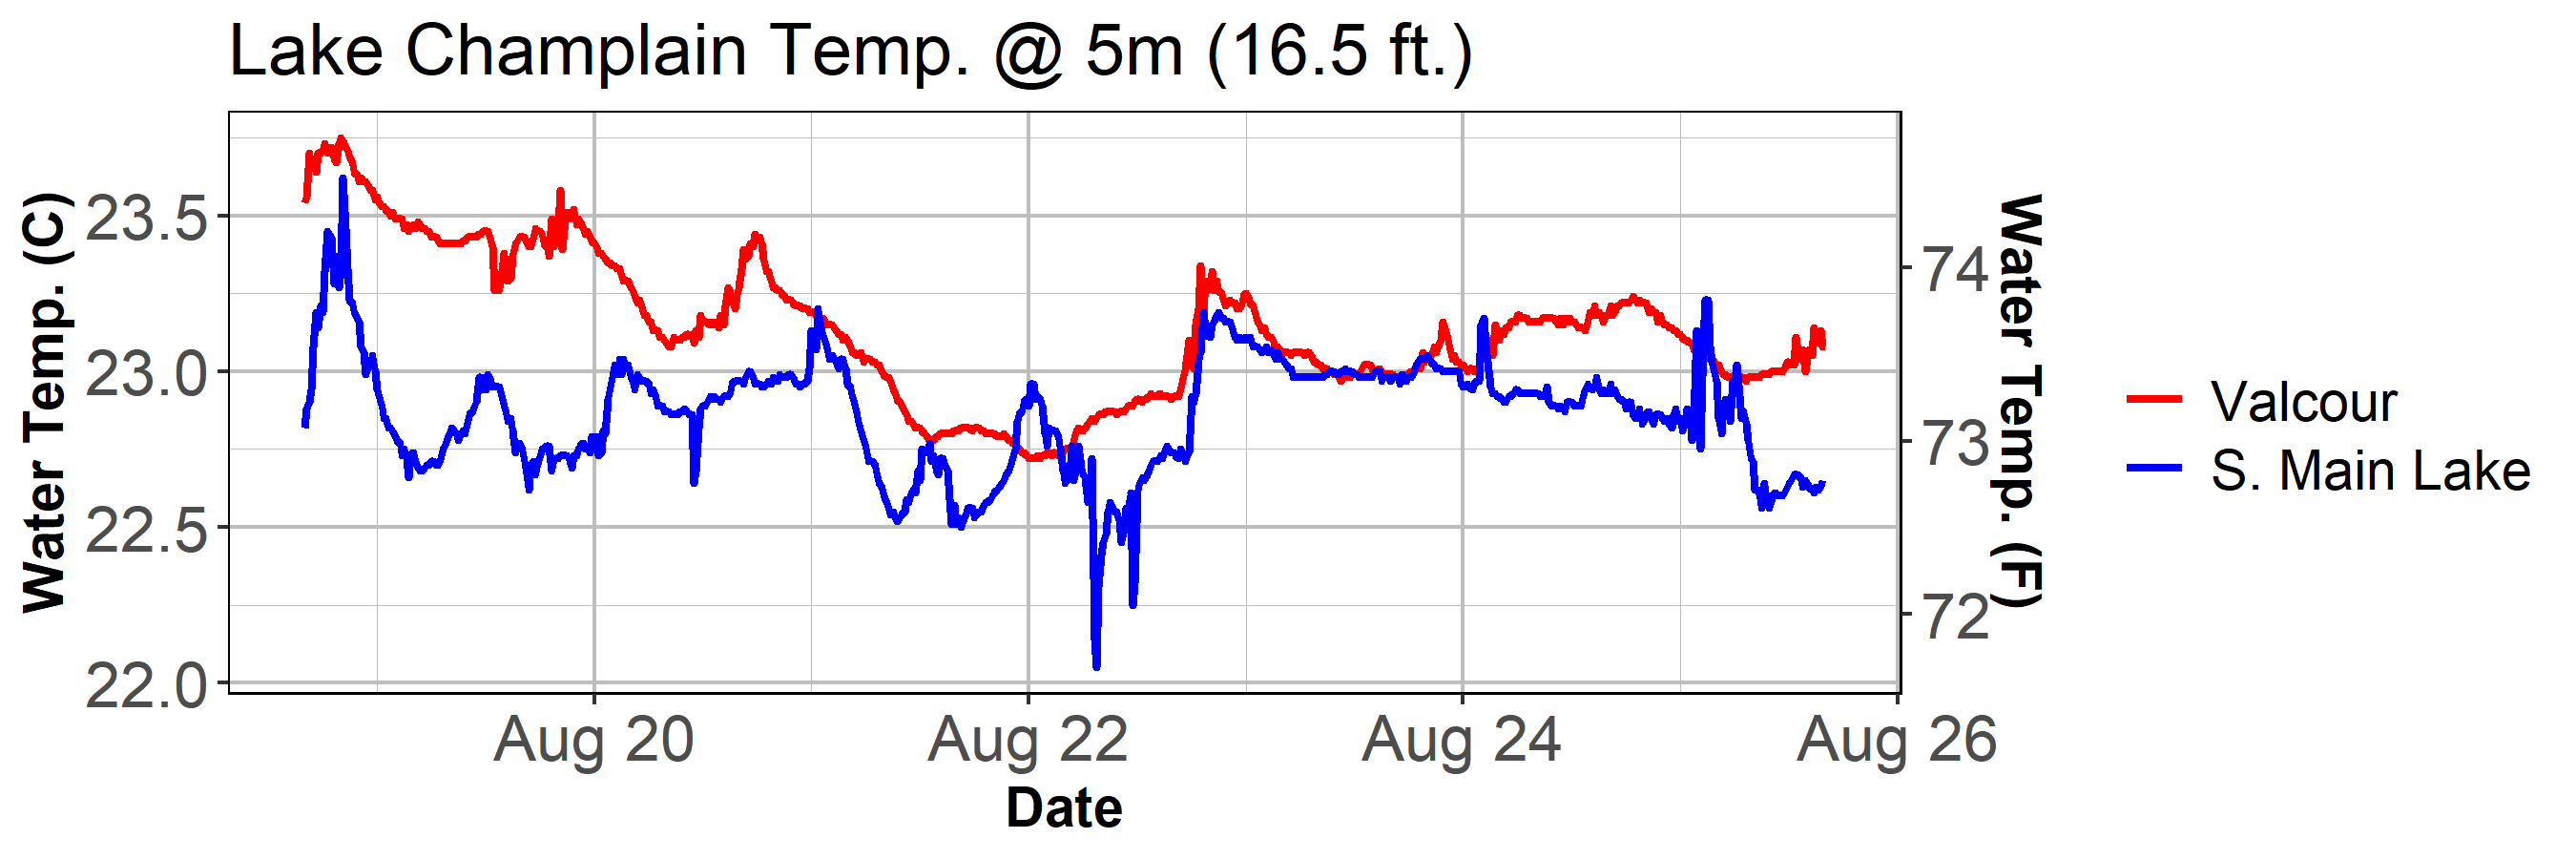 Lake Champlain Temp. @ 5m (16.5 ft.)
Water Temp. (C)
23.5
23.0
22.5
22.0
Aug 20
Aug 22
Aug 24
Aug 26
Date
74
73
72
Water Temp. (F)
Valcour
S. Main Lake